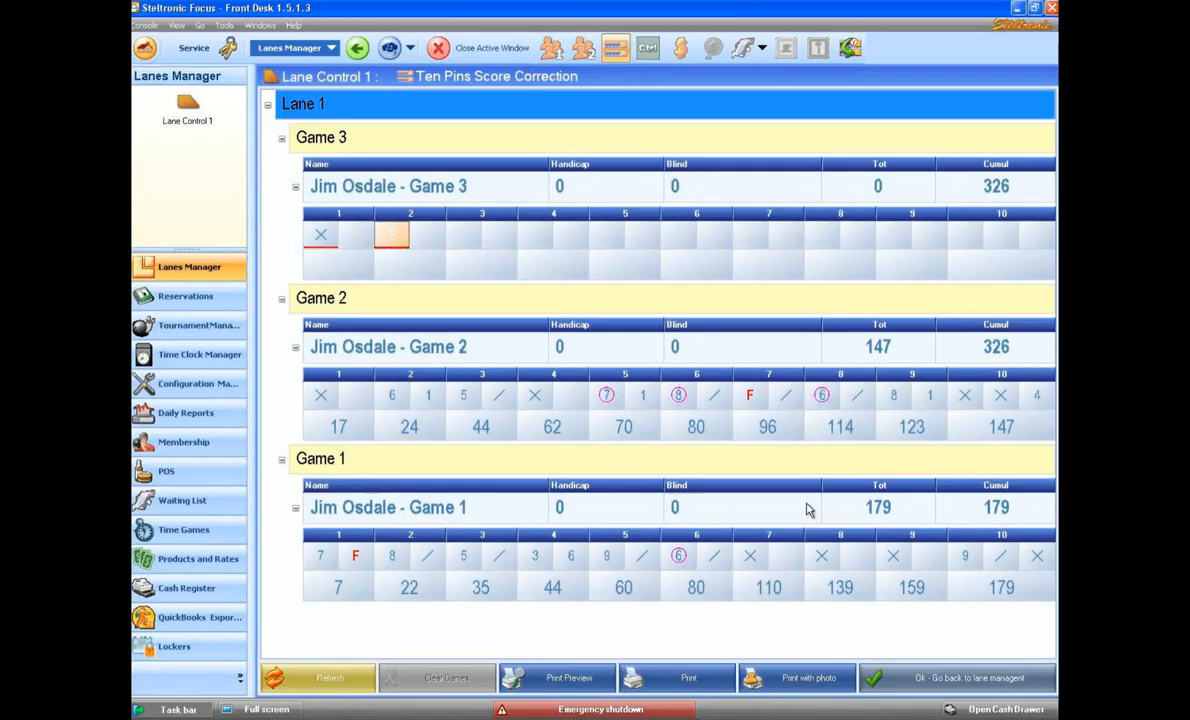 Steltronic Focus - Front Desk 1.5.1.3
Console View Go Tools Windows Help
Steltronic
Service Lanes Manager Close Active Window 1 2 Ctrl
Lanes Manager
Lane Control 1
Lanes Manager
Reservations
TournamentMana...
Time Clock Manager
Configuration Ma...
Daily Reports
Membership
POS
Waiting List
Time Games
Products and Rates
Cash Register
QuickBooks Expor...
Lockers
Lane Control 1 : Ten Pins Score Correction
Lane 1
Game 3
Name Handicap Blind Tot Cumul
Jim Osdale - Game 3 0 0 0 326
1 2 3 4 5 6 7 8 9 10
X 9
Game 2
Name Handicap Blind Tot Cumul
Jim Osdale - Game 2 0 0 147 326
1 2 3 4 5 6 7 8 9 10
X 6 1 5 / X 7 1 8 / F / 6 / 8 1 X X 4
17 24 44 62 70 80 96 114 123 147
Game 1
Name Handicap Blind Tot Cumul
Jim Osdale - Game 1 0 0 179 179
1 2 3 4 5 6 7 8 9 10
7 F 8 / 5 / 3 6 9 / 6 / X X X 9 / X
7 22 35 44 60 80 110 139 159 179
Refresh Clear Games Print Preview Print Print with photo Ok - Go back to lane managent
Task bar Full screen Emergency shutdown Open Cash Drawer